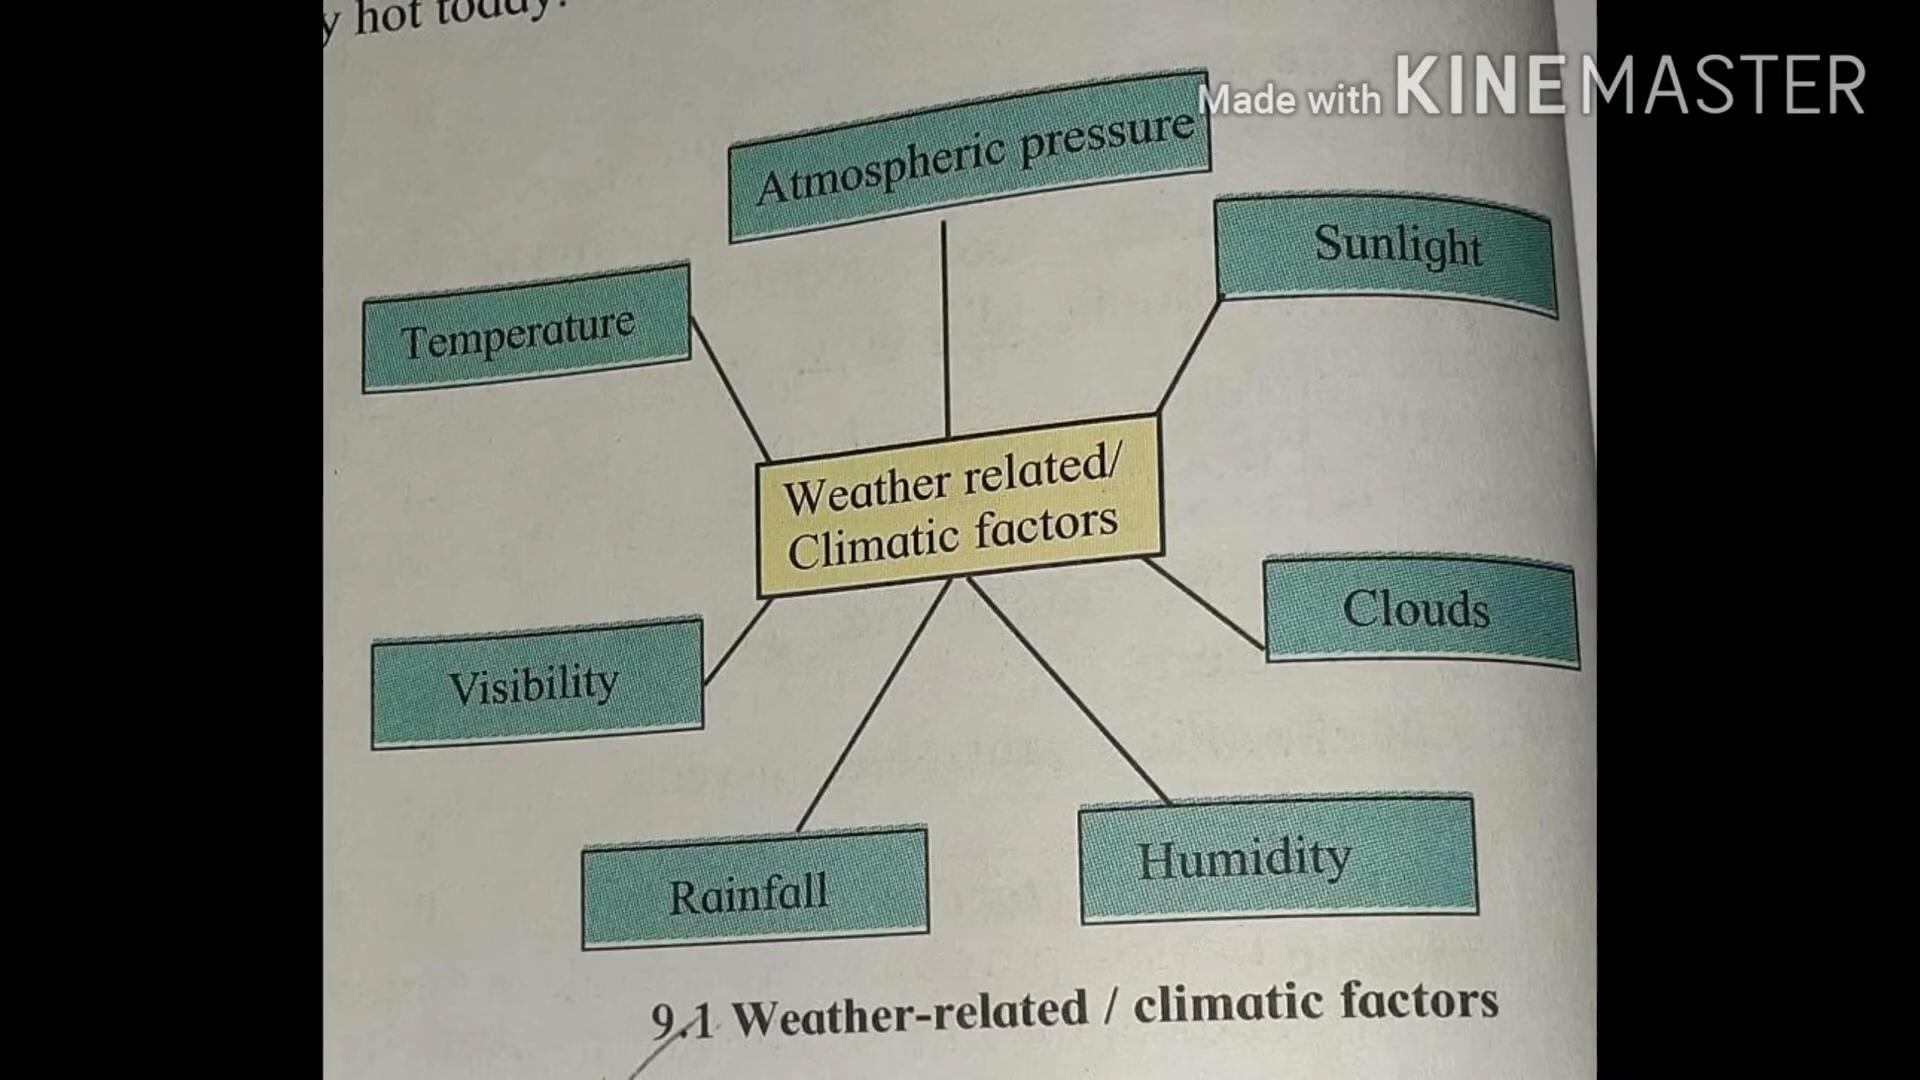 y hot today.
Made with KINEMASTER
Atmospheric pressure
Sunlight
Temperature
Weather related/
Climatic factors
Clouds
Visibility
Rainfall
Humidity
9.1 Weather-related / climatic factors